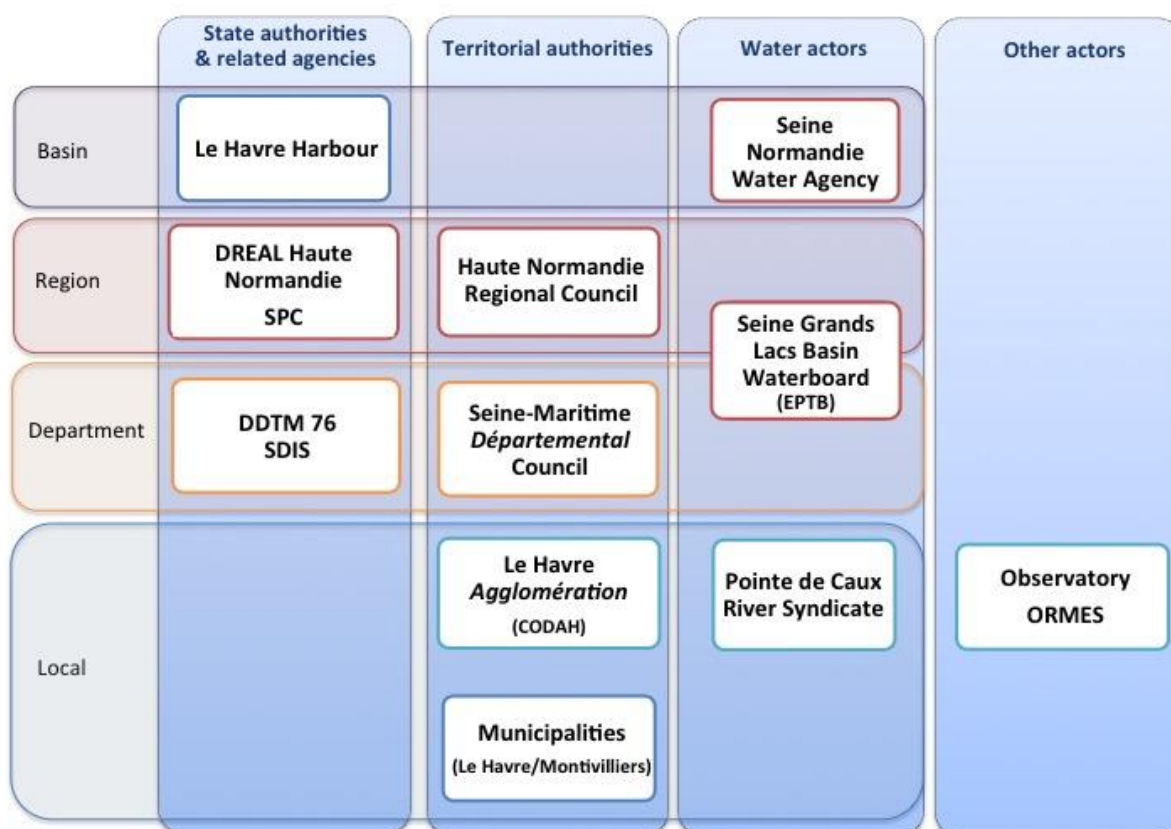 State authorities
& related agencies
Territorial authorities
Water actors
Other actors
Basin
Le Havre Harbour
Seine
Normandie
Water Agency
Region
DREAL Haute
Normandie
SPC
Haute Normandie
Regional Council
Seine Grands
Lacs Basin
Waterboard
(EPTB)
Department
DDTM 76
SDIS
Seine-Maritime
Départemental
Council
Local
Le Havre
Agglomération
(CODAH)
Pointe de Caux
River Syndicate
Observatory
ORMES
Municipalities
(Le Havre/Montivilliers)